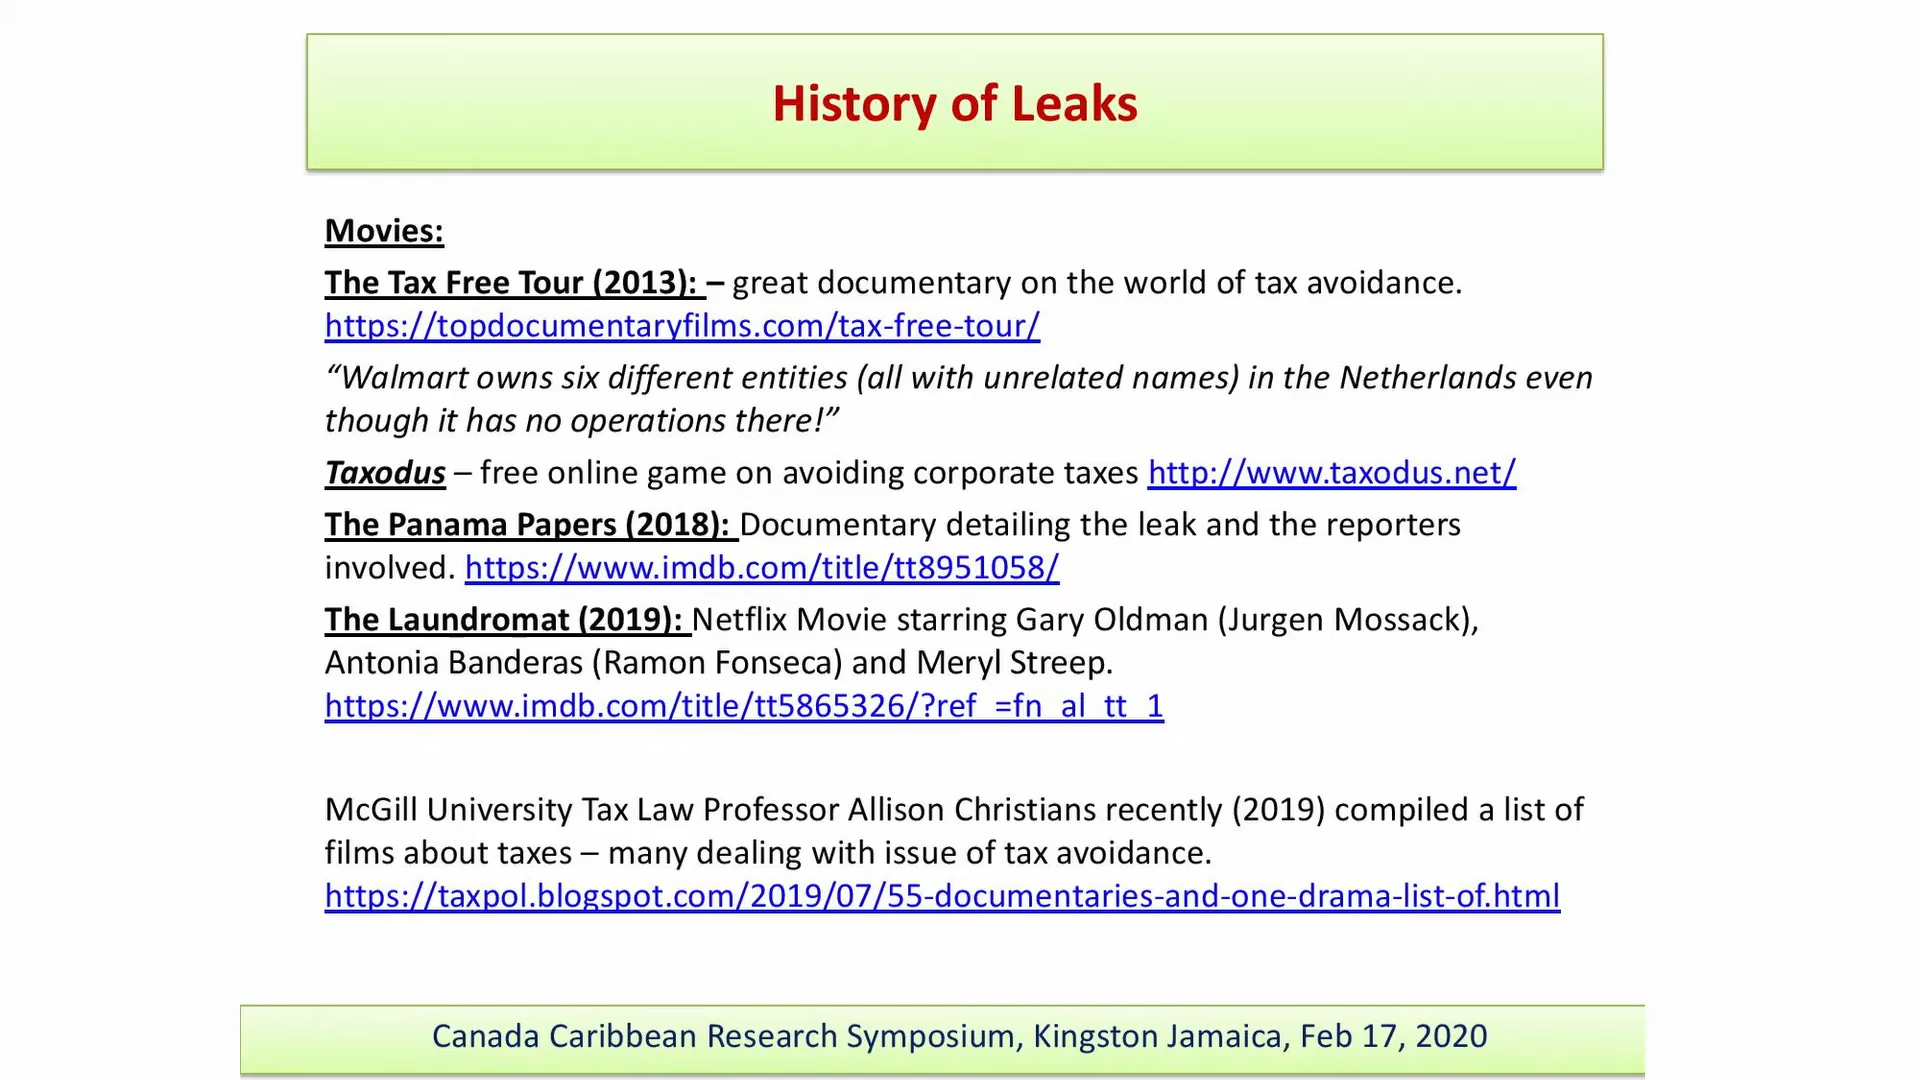 History of Leaks
Movies:
The Tax Free Tour (2013): – great documentary on the world of tax avoidance.
https://topdocumentaryfilms.com/tax-free-tour/
“Walmart owns six different entities (all with unrelated names) in the Netherlands even
though it has no operations there!”
Taxodus – free online game on avoiding corporate taxes http://www.taxodus.net/
The Panama Papers (2018): Documentary detailing the leak and the reporters
involved. https://www.imdb.com/title/tt8951058/
The Laundromat (2019): Netflix Movie starring Gary Oldman (Jurgen Mossack),
Antonia Banderas (Ramon Fonseca) and Meryl Streep.
https://www.imdb.com/title/tt5865326/?ref_=fn_al_tt_1
McGill University Tax Law Professor Allison Christians recently (2019) compiled a list of
films about taxes – many dealing with issue of tax avoidance.
https://taxpol.blogspot.com/2019/07/55-documentaries-and-one-drama-list-of.html
Canada Caribbean Research Symposium, Kingston Jamaica, Feb 17, 2020